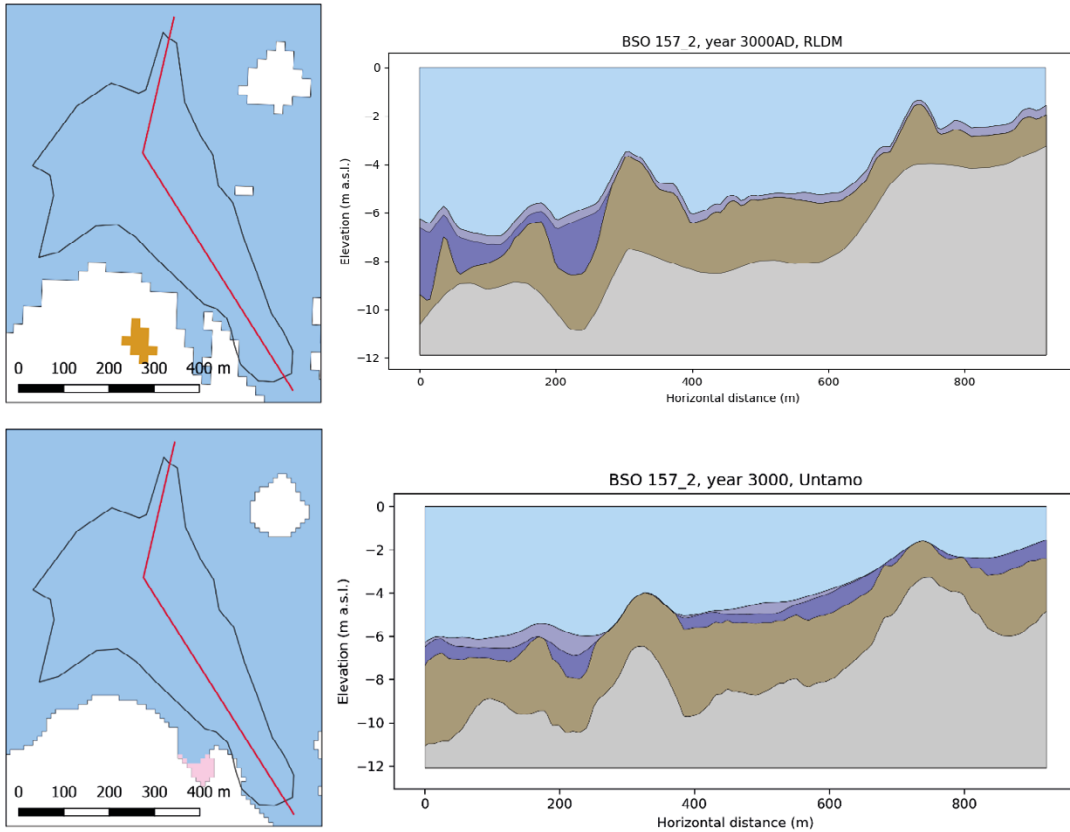 BSO 157_2, year 3000AD, RLDM
0
−2
−4
−6
−8
−10
−12
Elevation (m a.s.l.)
0 200 400 600 800
Horizontal distance (m)
0 100 200 300 400 m
BSO 157_2, year 3000, Untamo
0
−2
−4
−6
−8
−10
−12
Elevation (m a.s.l.)
0 200 400 600 800
Horizontal distance (m)
0 100 200 300 400 m